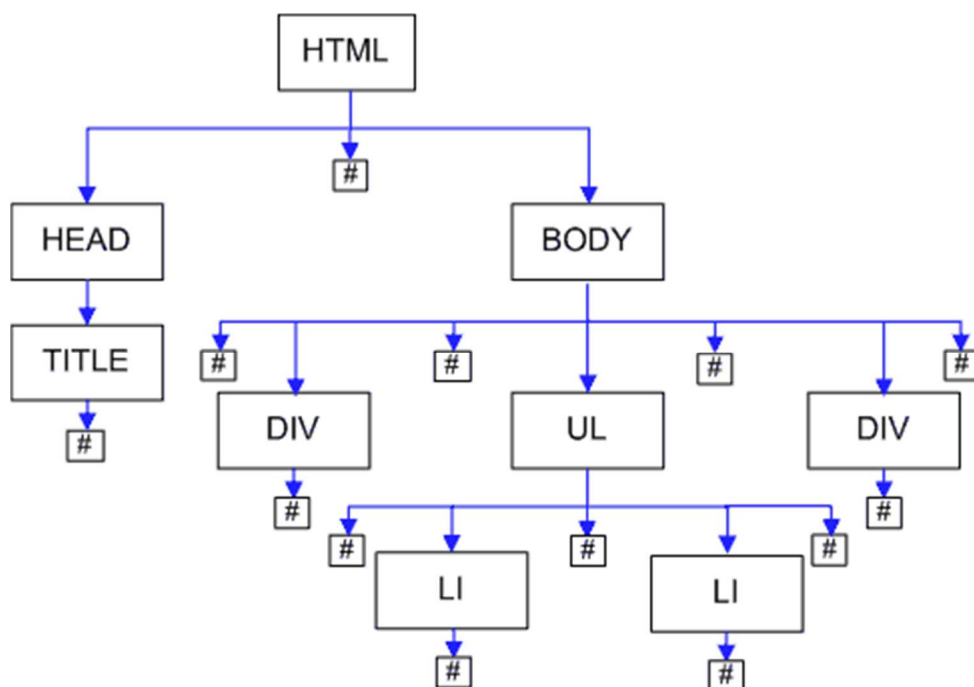 HTML
#
HEAD BODY
# # # #
TITLE
DIV UL DIV
#
# #
# # #
LI LI
# #